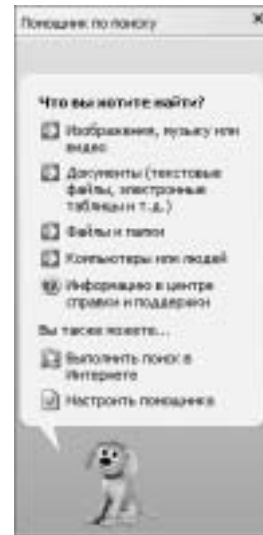 Помощник по поиску
Что вы хотите найти?
Изображения, музыку или
видео
Документы (текстовые
файлы, электронные
таблицы и т.д.)
Файлы и папки
Компьютеры или людей
Информацию в центре
справки и поддержки
Вы также можете...
Выполнить поиск в
Интернете
Настроить помощника